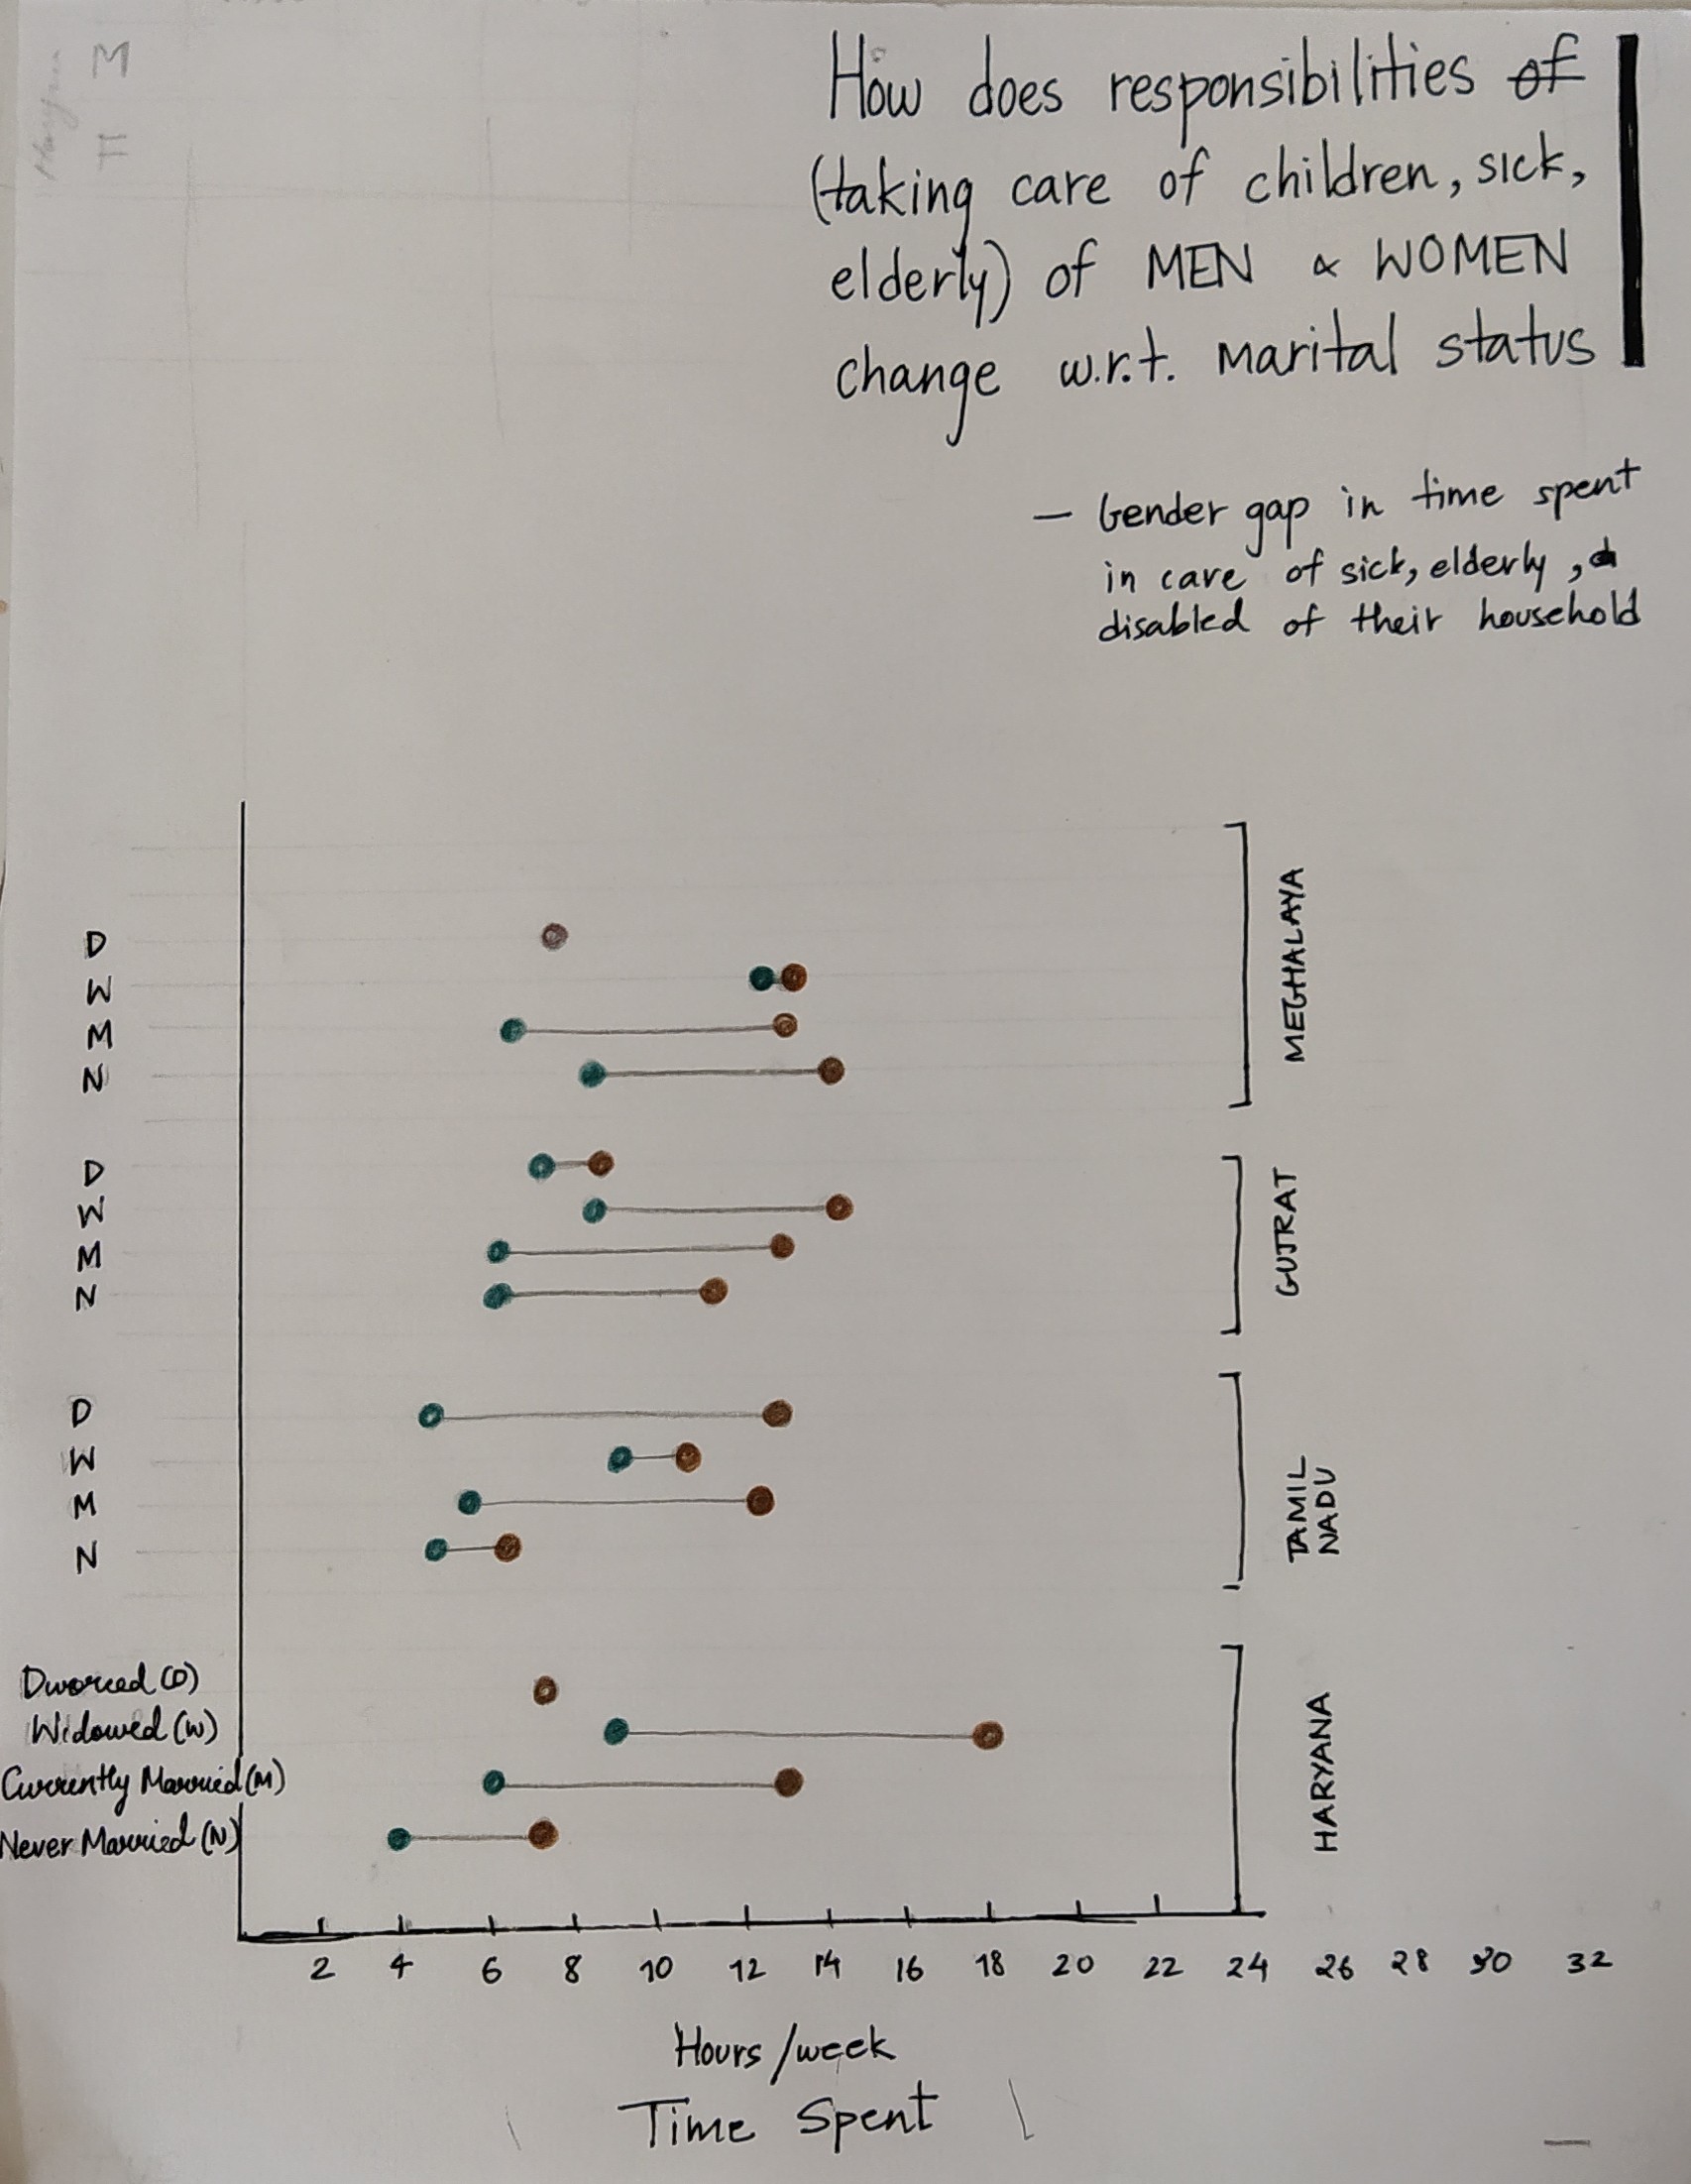 M
F
How does responsibilities of
(taking care of children, sick,
elderly) of MEN & WOMEN
change w.r.t. marital status
— Gender gap in time spent
in care of sick, elderly, &
disabled of their household
D
W
M
N
MEGHALAYA
D
W
M
N
GUJRAT
D
W
M
N
TAMIL
NADU
Divorced (D)
Widowed (W)
Currently Married (M)
Never Married (N)
HARYANA
2 4 6 8 10 12 14 16 18 20 22 24 26 28 30 32
Hours/week
Time Spent